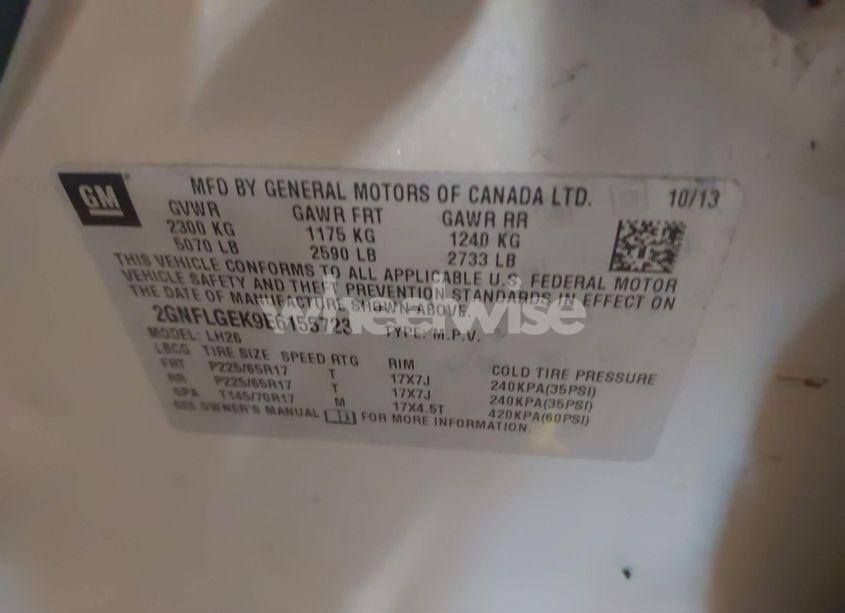 GM
MFD BY GENERAL MOTORS OF CANADA LTD. 10/13
GVWR GAWR FRT GAWR RR
2300 KG 1175 KG 1240 KG
5070 LB 2590 LB 2733 LB
THIS VEHICLE CONFORMS TO ALL APPLICABLE U.S. FEDERAL MOTOR
VEHICLE SAFETY AND THEFT PREVENTION STANDARDS IN EFFECT ON
THE DATE OF MANUFACTURE SHOWN ABOVE.
2GNFLGEK9E6155723 TYPE: M.P.V.
MODEL: LH26
LBCG TIRE SIZE SPEED RTG RIM COLD TIRE PRESSURE
FRT P225/65R17 T 17X7J 240KPA(35PSI)
RR P225/65R17 T 17X7J 240KPA(35PSI)
SPA T145/70R17 M 17X4.5T 420KPA(60PSI)
SEE OWNER'S MANUAL FOR MORE INFORMATION.
wheelwise